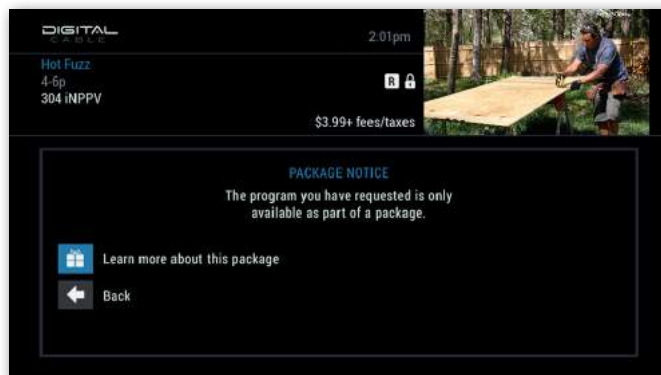 DIGITAL
CABLE
2:01pm
Hot Fuzz
4-6p
R
304 iNPPV
$3.99+ fees/taxes
PACKAGE NOTICE
The program you have requested is only
available as part of a package.
Learn more about this package
Back